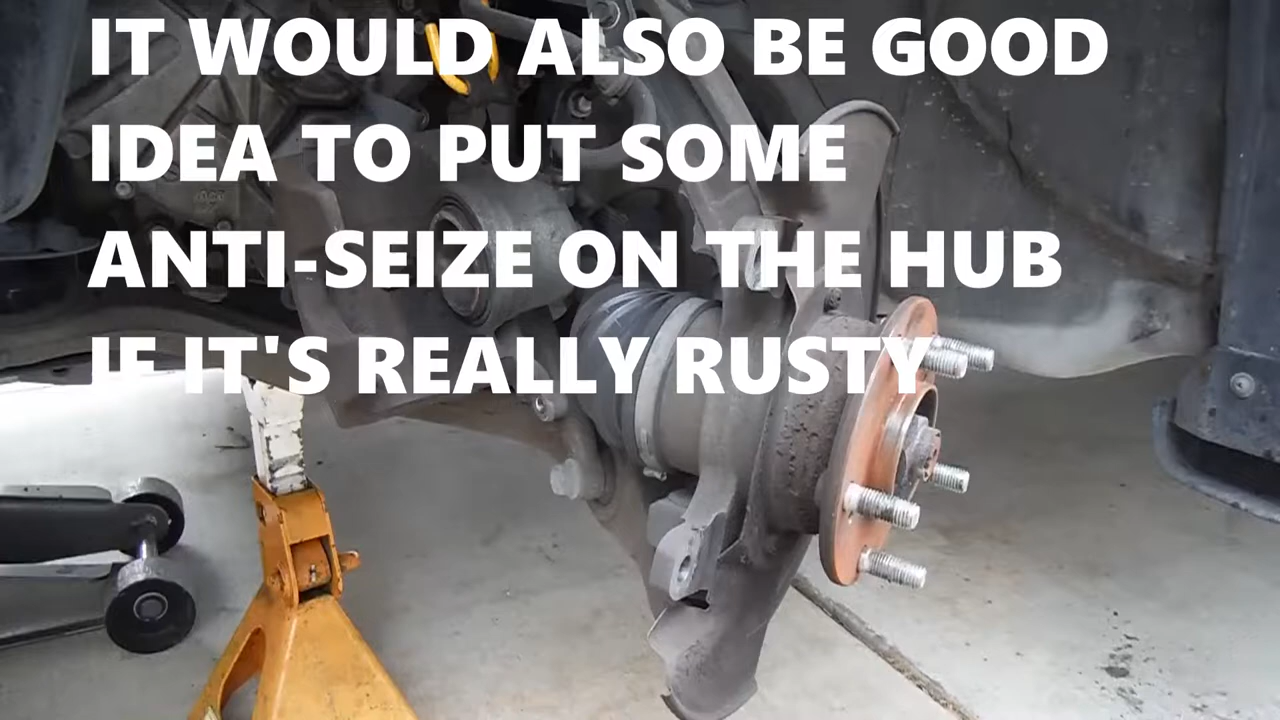 IT WOULD ALSO BE GOOD
IDEA TO PUT SOME
ANTI-SEIZE ON THE HUB
IF IT'S REALLY RUSTY